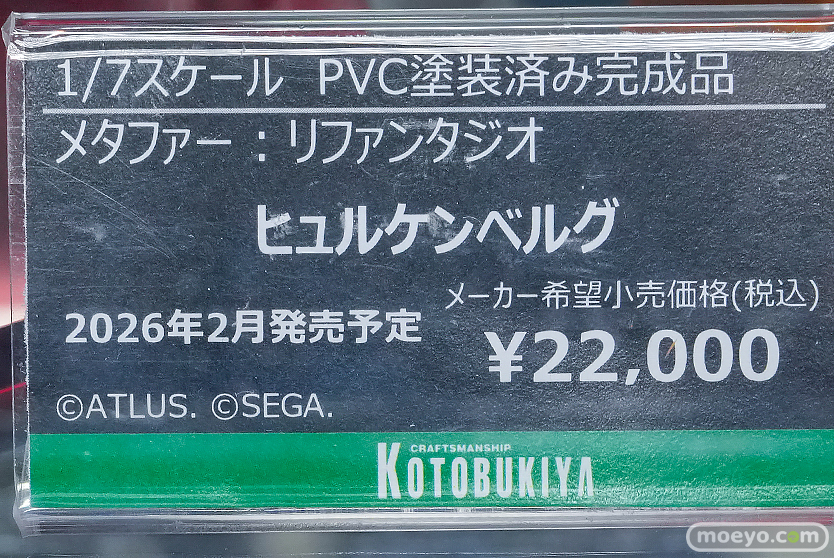 1/7スケール PVC塗装済み完成品
メタファー：リファンタジオ
ヒュルケンベルグ
メーカー希望小売価格(税込)
2026年2月発売予定
¥22,000
©ATLUS. ©SEGA.
CRAFTSMANSHIP
KOTOBUKIYA
moeyo.com